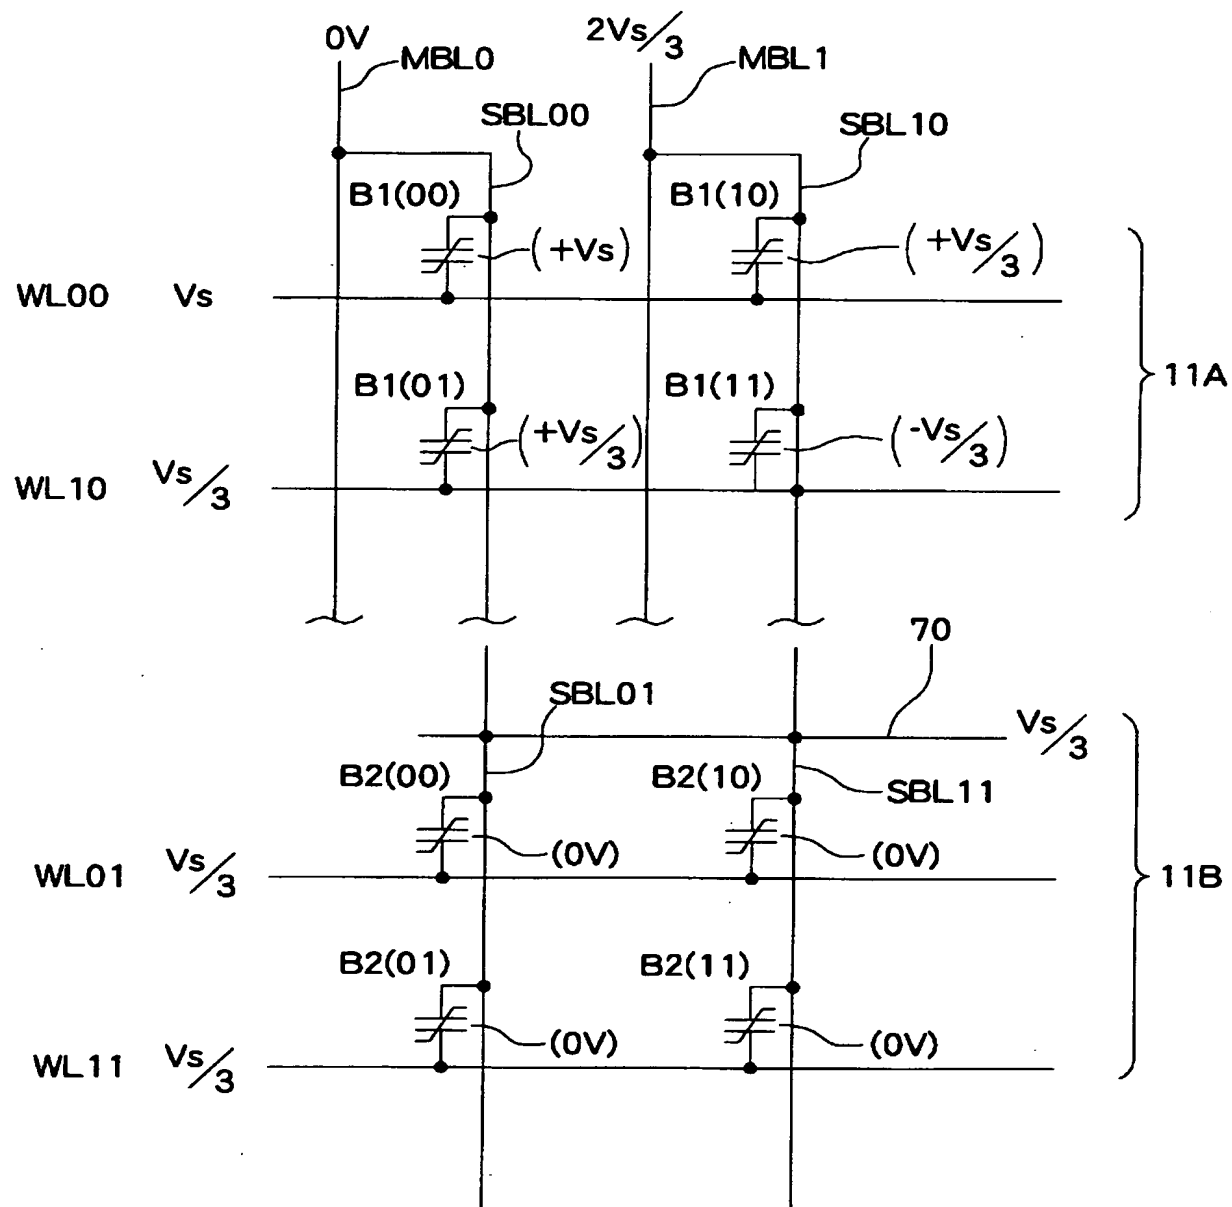 0V
2Vs/3
MBL0
MBL1
SBL00
SBL10
B1(00)
B1(10)
(+Vs)
(+Vs/3)
WL00 Vs
B1(01)
B1(11)
11A
(+Vs/3)
(-Vs/3)
WL10 Vs/3
70
SBL01
Vs/3
B2(00)
B2(10)
SBL11
(0V)
(0V)
WL01 Vs/3
11B
B2(01)
B2(11)
(0V)
(0V)
WL11 Vs/3